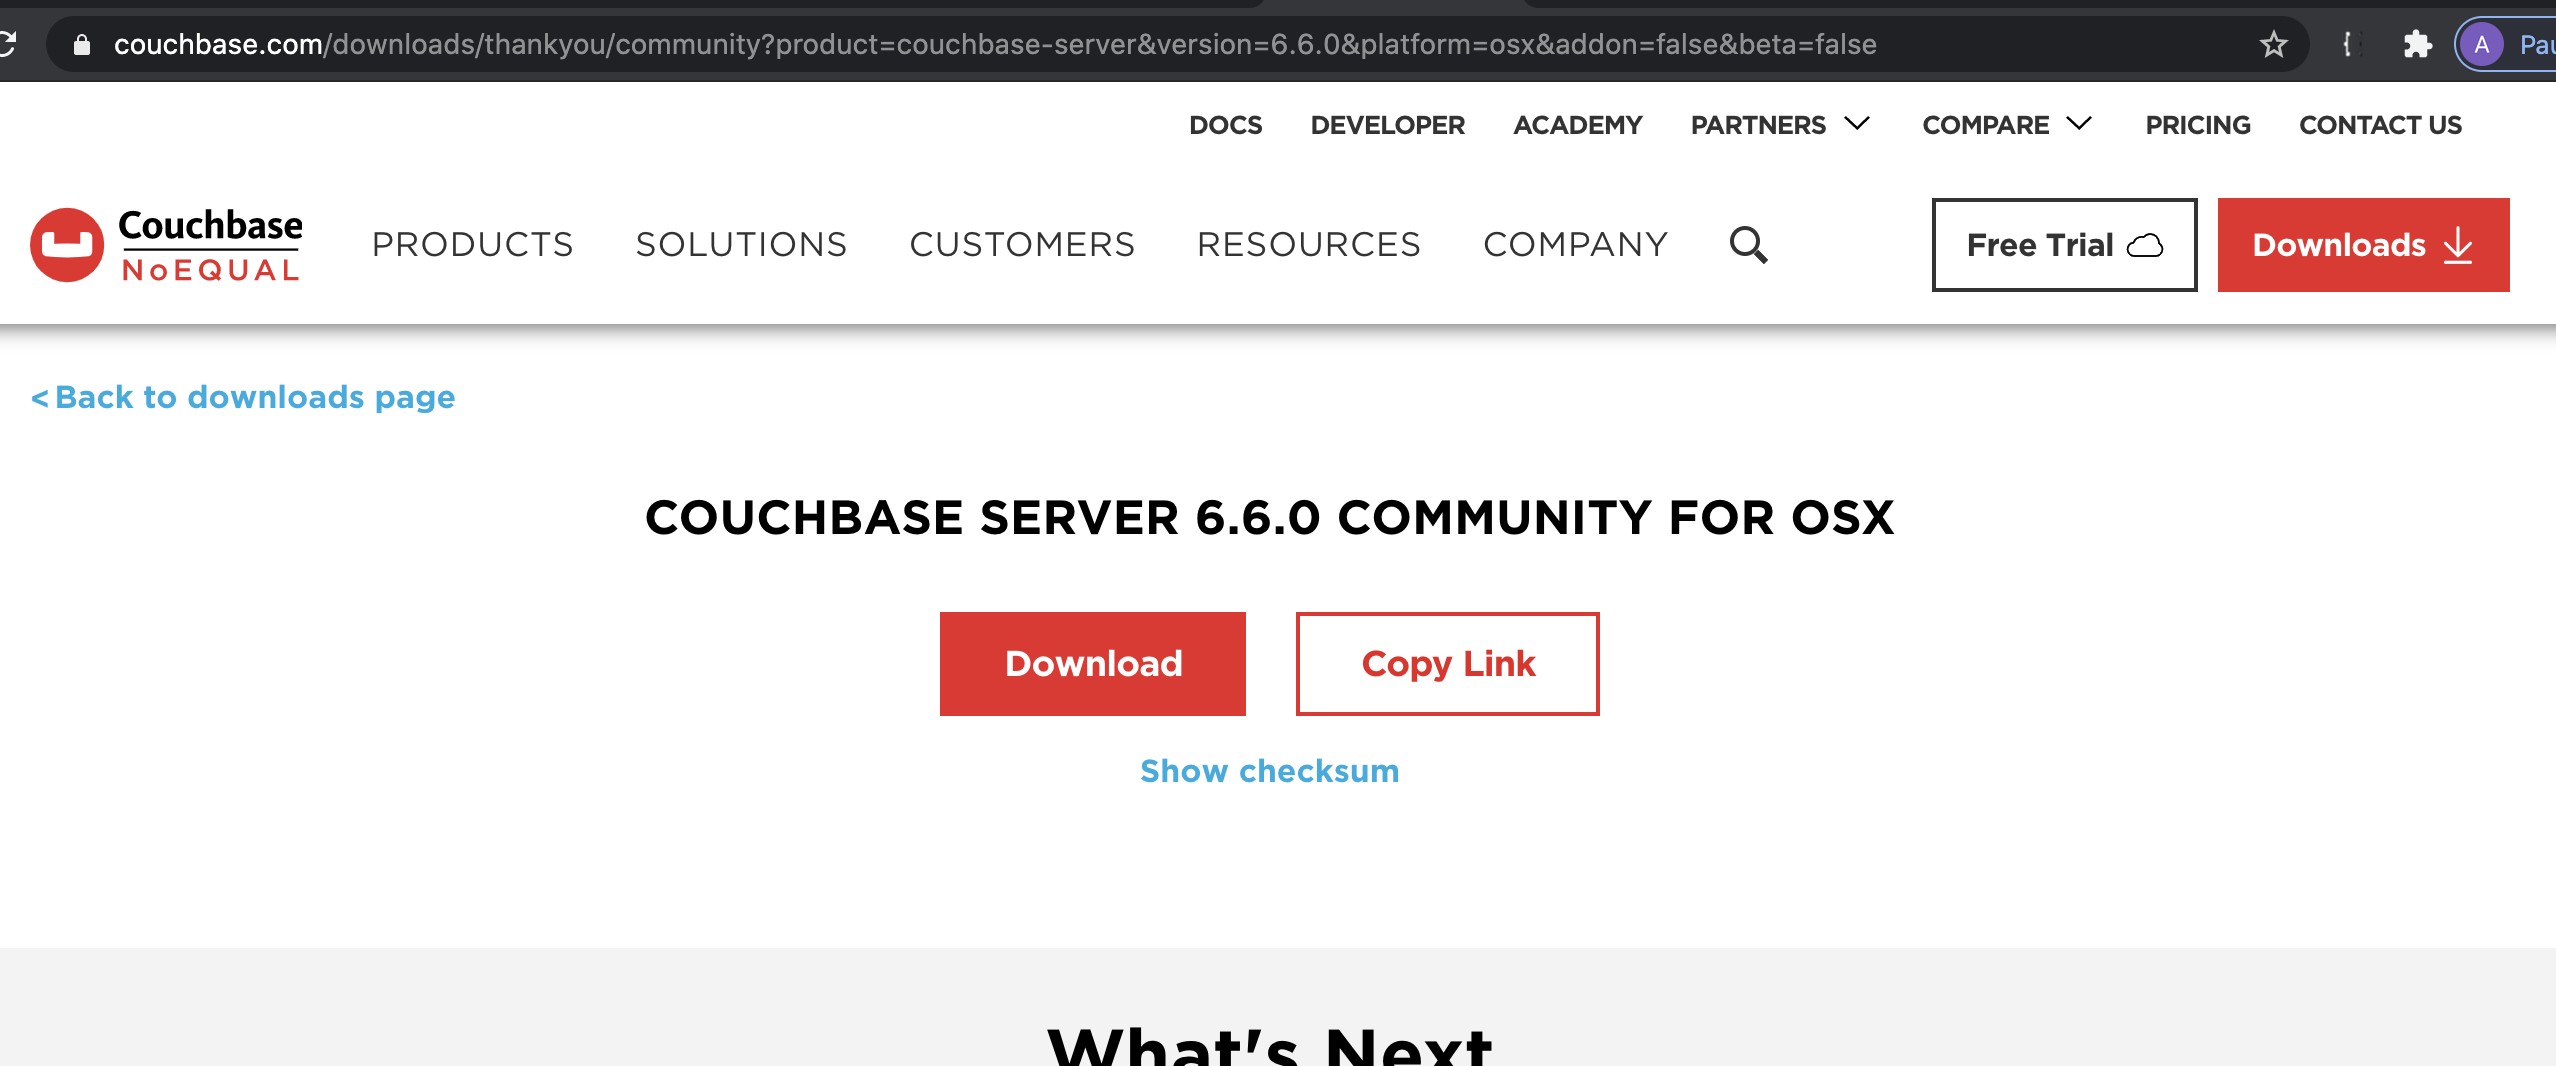 couchbase.com/downloads/thankyou/community?product=couchbase-server&version=6.6.0&platform=osx&addon=false&beta=false
A
DOCS DEVELOPER ACADEMY PARTNERS COMPARE PRICING CONTACT US
Couchbase
NoEQUAL
PRODUCTS SOLUTIONS CUSTOMERS RESOURCES COMPANY
Free Trial
Downloads
<Back to downloads page
COUCHBASE SERVER 6.6.0 COMMUNITY FOR OSX
Download
Copy Link
Show checksum
What's Next